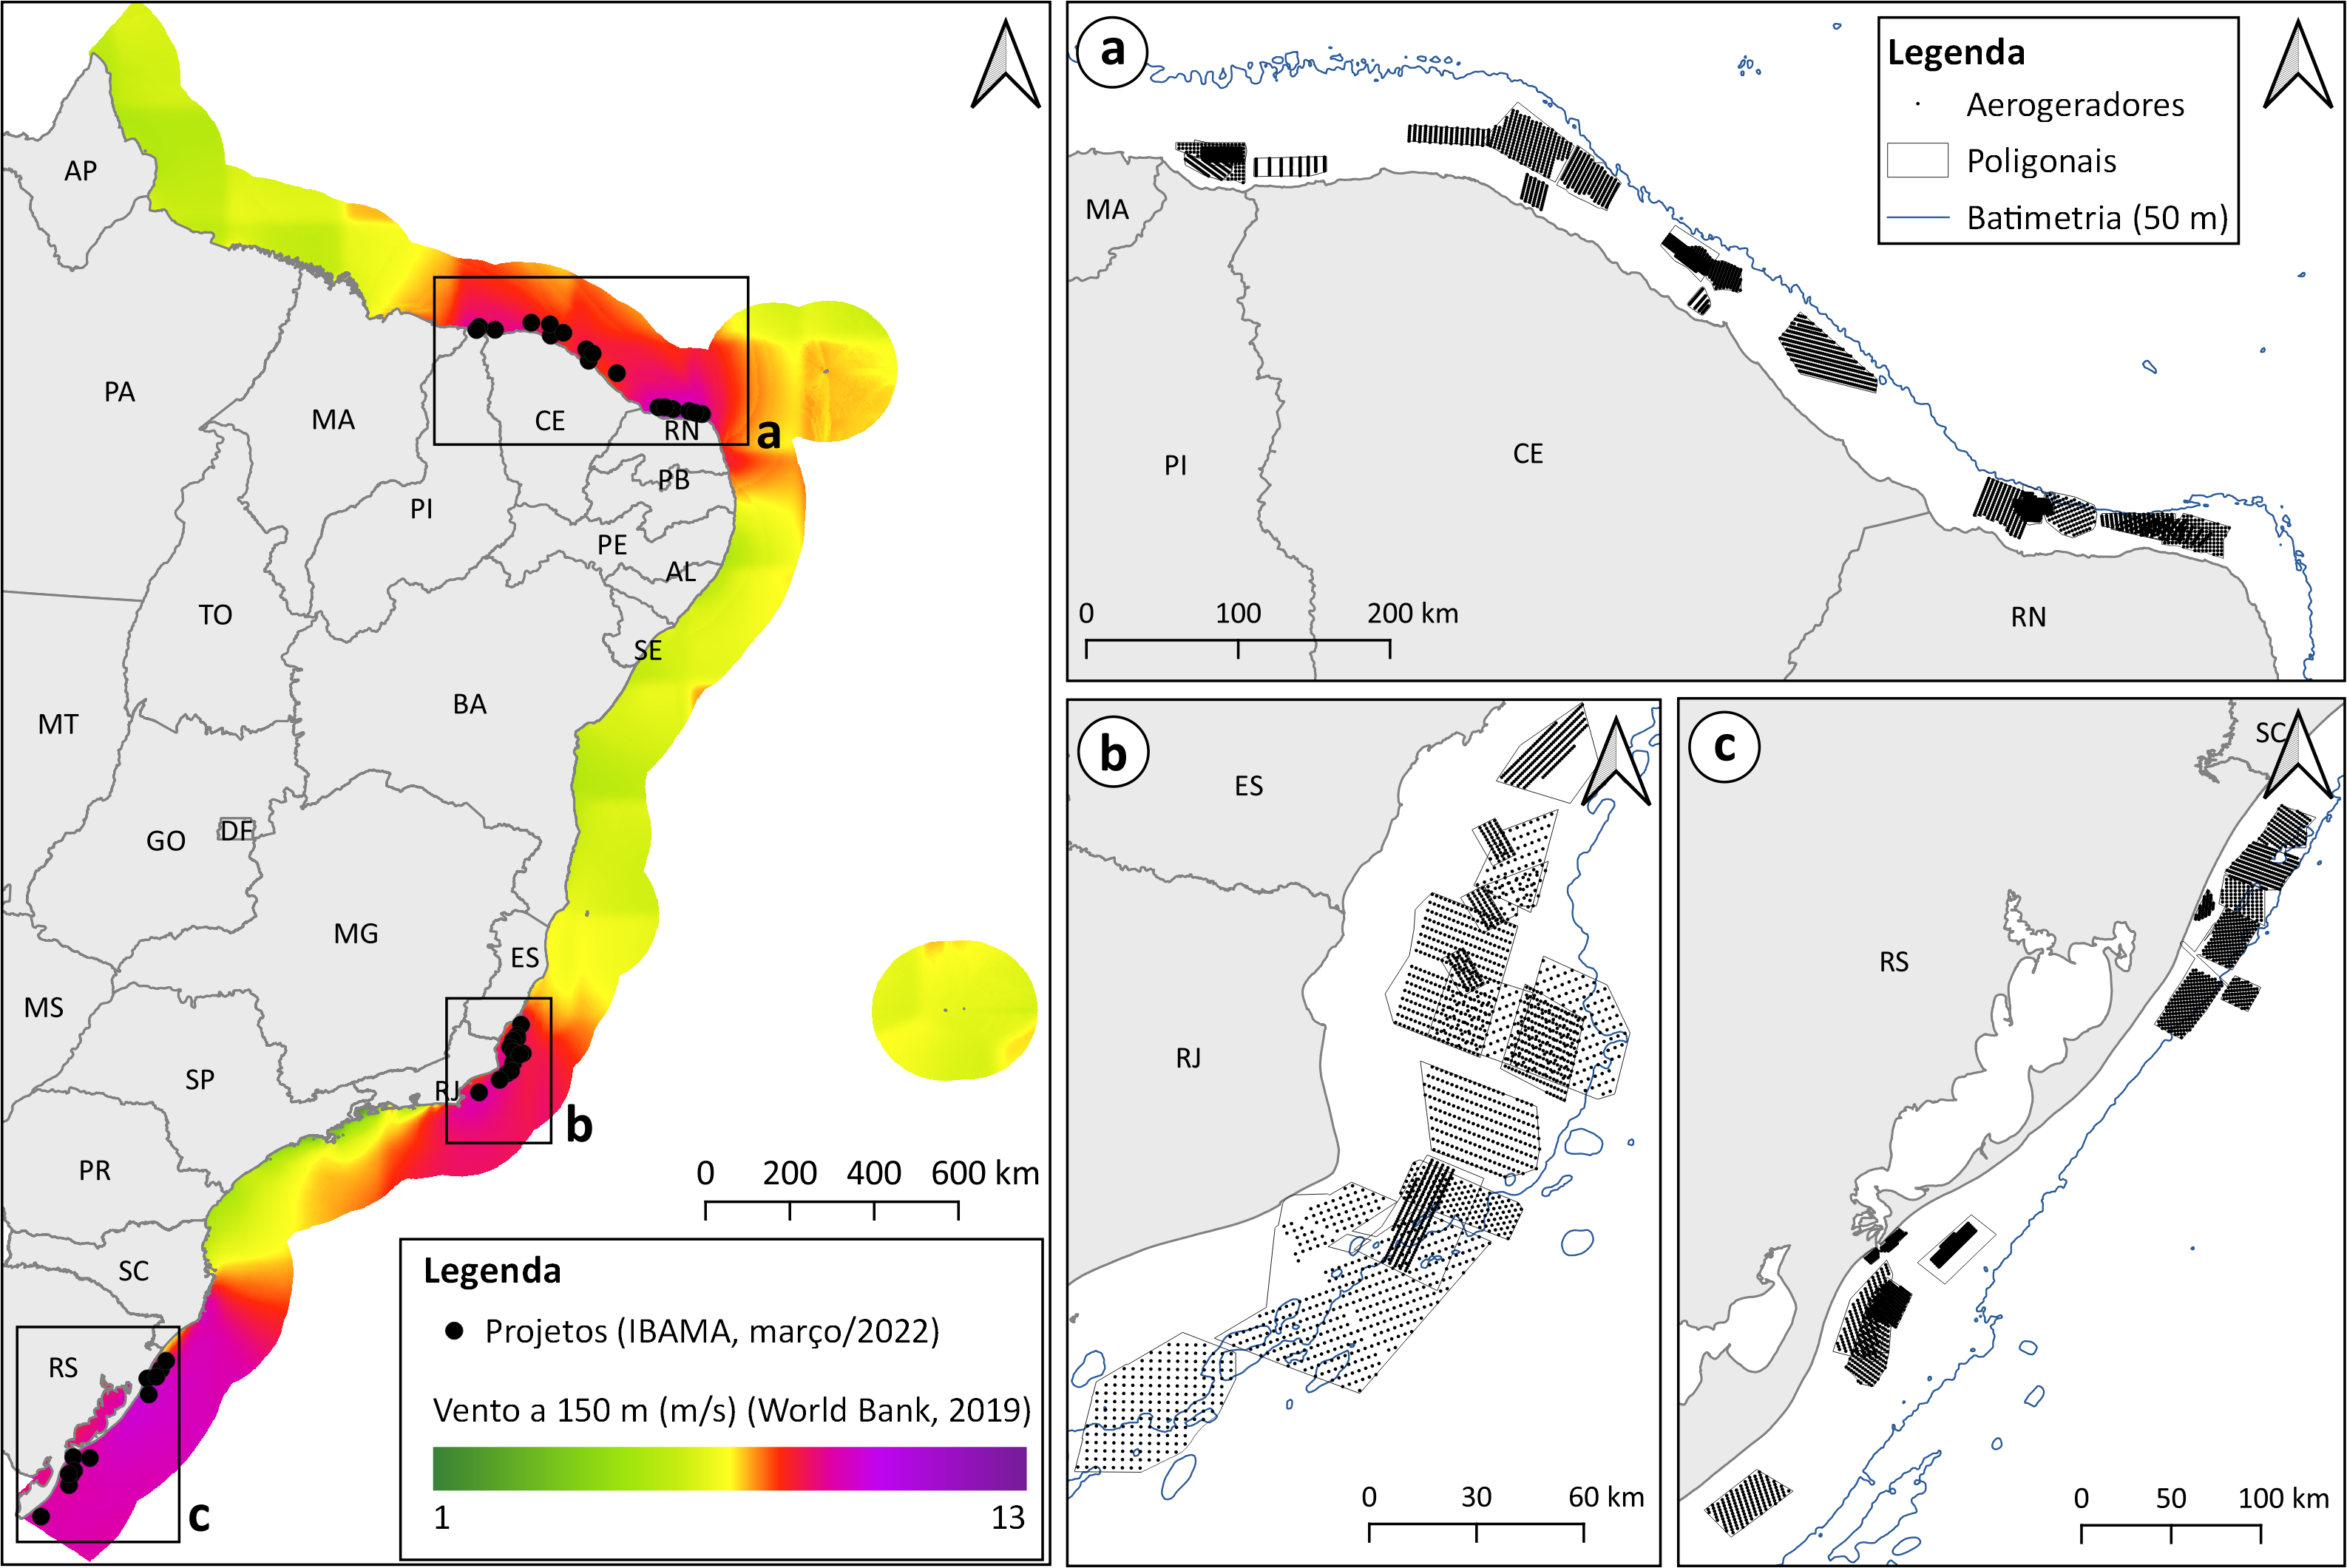 AP
PA
MA
CE
RN
a
PB
PI
PE
AL
TO
SE
BA
MT
DF
GO
MG
ES
MS
SP
RJ
b
PR
SC
RS
c
0 200 400 600 km
Legenda
Projetos (IBAMA, março/2022)
Vento a 150 m (m/s) (World Bank, 2019)
1 13
a
Legenda
Aerogeradores
Poligonais
Batimetria (50 m)
MA
PI
CE
RN
0 100 200 km
b
ES
RJ
0 30 60 km
c
SC
RS
0 50 100 km